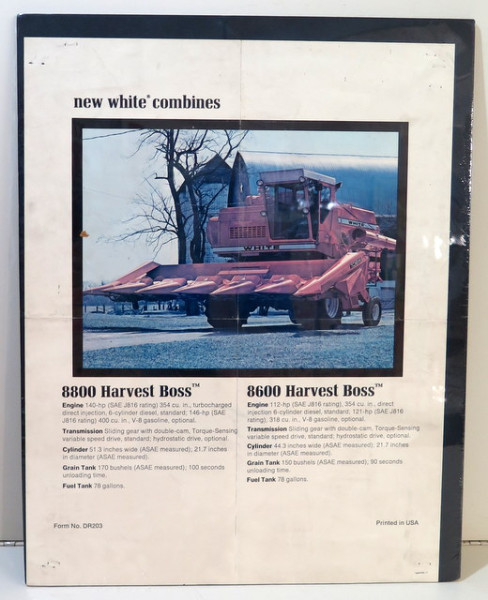 new white® combines
WHITE
8800 Harvest Boss™
Engine 140-hp (SAE J816 rating) 354 cu. in., turbocharged
direct injection, 6-cylinder diesel, standard; 146-hp (SAE
J816 rating) 400 cu. in., V-8 gasoline, optional.
Transmission Sliding gear with double-cam, Torque-Sensing
variable speed drive, standard; hydrostatic drive, optional.
Cylinder 51.3 inches wide (ASAE measured); 21.7 inches
in diameter (ASAE measured).
Grain Tank 170 bushels (ASAE measured); 100 seconds
unloading time.
Fuel Tank 78 gallons.
8600 Harvest Boss™
Engine 112-hp (SAE J816 rating), 354 cu. in., direct
injection 6-cylinder diesel, standard; 121-hp (SAE J816
rating); 318 cu. in., V-8 gasoline, optional.
Transmission Sliding gear with double-cam, Torque-Sensing
variable speed drive, standard; hydrostatic drive, optional.
Cylinder 44.3 inches wide (ASAE measured); 21.7 inches
in diameter (ASAE measured).
Grain Tank 150 bushels (ASAE measured); 90 seconds
unloading time.
Fuel Tank 78 gallons.
Form No. DR203
Printed in USA